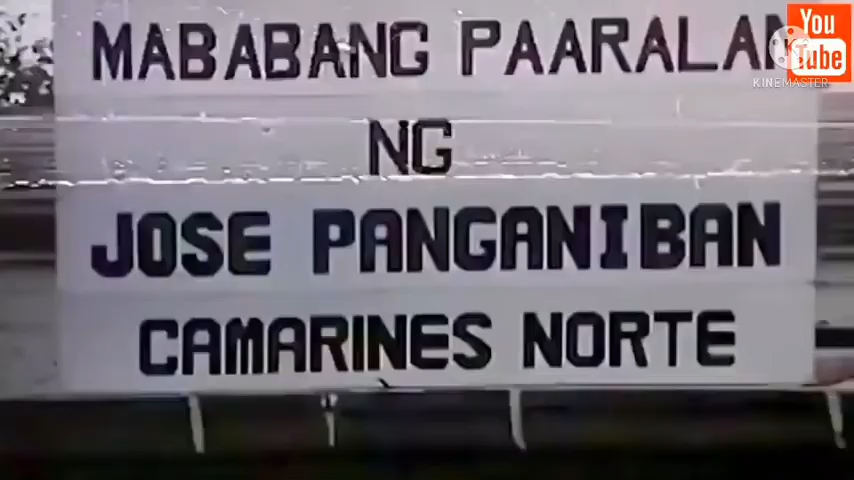 MABABANG PAARALAN
NG
JOSE PANGANIBAN
CAMARINES NORTE
You
Tube
KINEMASTER